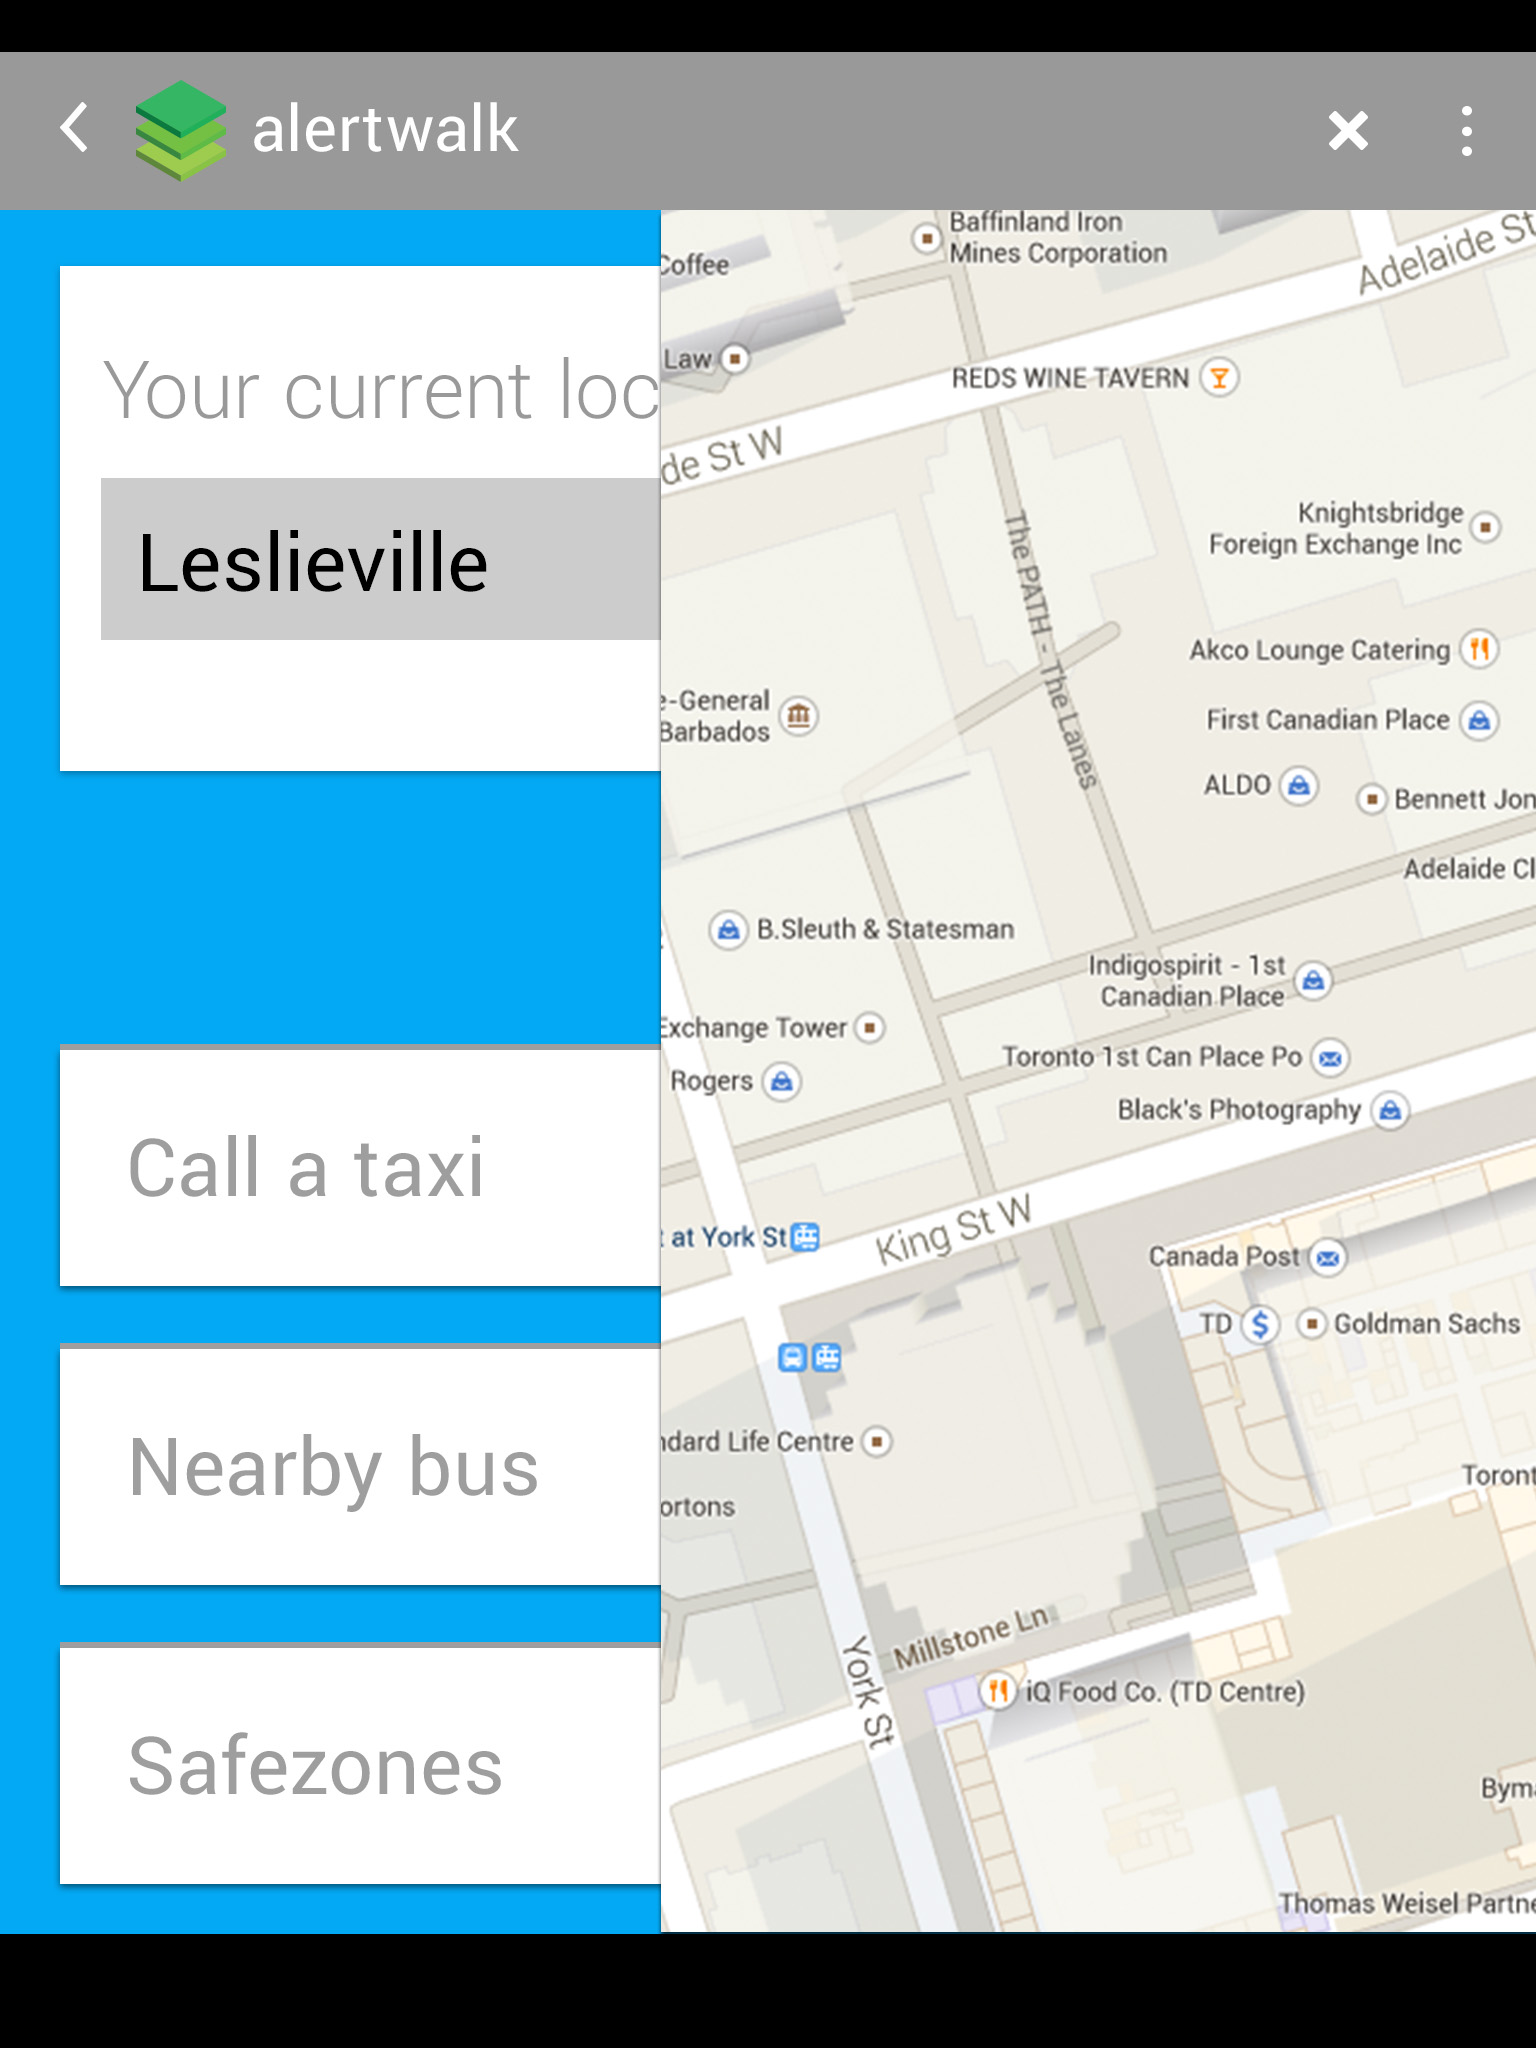 alertwalk
Your current loc
Leslieville
Call a taxi
Nearby bus
Safezones
Baffinland Iron
Mines Corporation
Coffee
Adelaide St
Law
REDS WINE TAVERN
de St W
Knightsbridge
Foreign Exchange Inc
The PATH - The Lanes
Akco Lounge Catering
e-General
Barbados
First Canadian Place
ALDO
Bennett Jon
Adelaide Cl
B.Sleuth & Statesman
Indigospirit - 1st
Canadian Place
Exchange Tower
Toronto 1st Can Place Po
Rogers
Black's Photography
King St W
t at York St
Canada Post
TD
Goldman Sachs
ndard Life Centre
Toront
ortons
Millstone Ln
York St
iQ Food Co. (TD Centre)
Byma
Thomas Weisel Partne